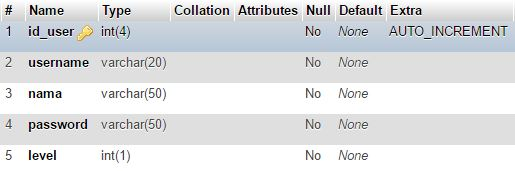 # Name Type Collation Attributes Null Default Extra
1 id_user int(4) No None AUTO_INCREMENT
2 username varchar(20) No None
3 nama varchar(50) No None
4 password varchar(50) No None
5 level int(1) No None